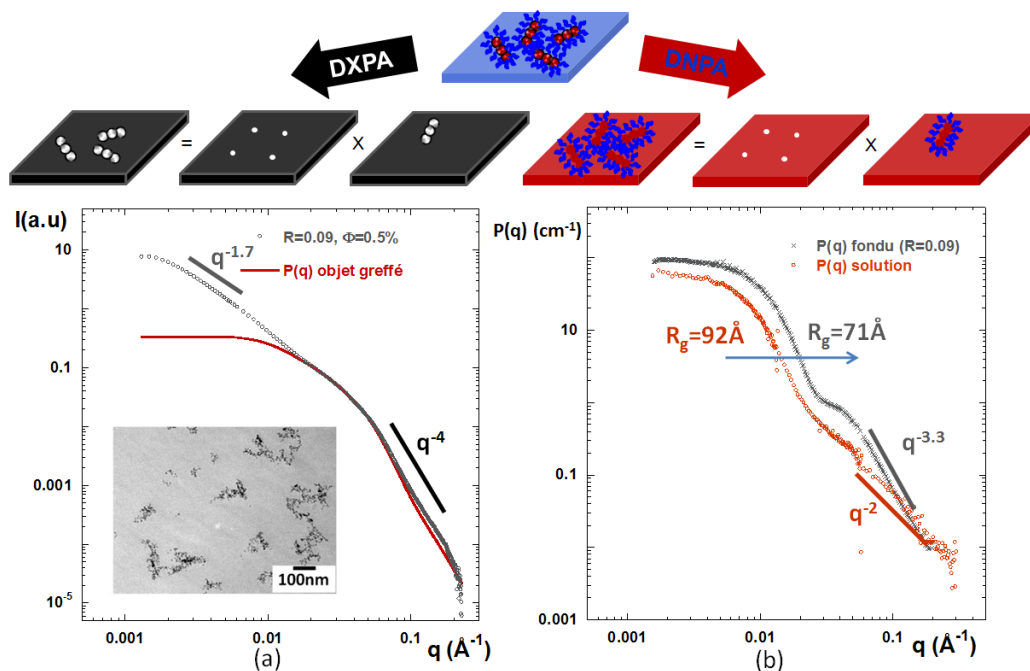 DXPA
DNPA
=
X
=
X
I(a.u)
R=0.09, Φ=0.5%
P(q) objet greffé
q-1.7
q-4
10
0.1
0.001
10-5
100nm
0.001
0.01
0.1
q (Å-1)
(a)
P(q) (cm-1)
P(q) fondu (R=0.09)
P(q) solution
Rg=92Å
Rg=71Å
q-3.3
q-2
10
0.1
0.001
0.001
0.01
0.1
q (Å-1)
(b)